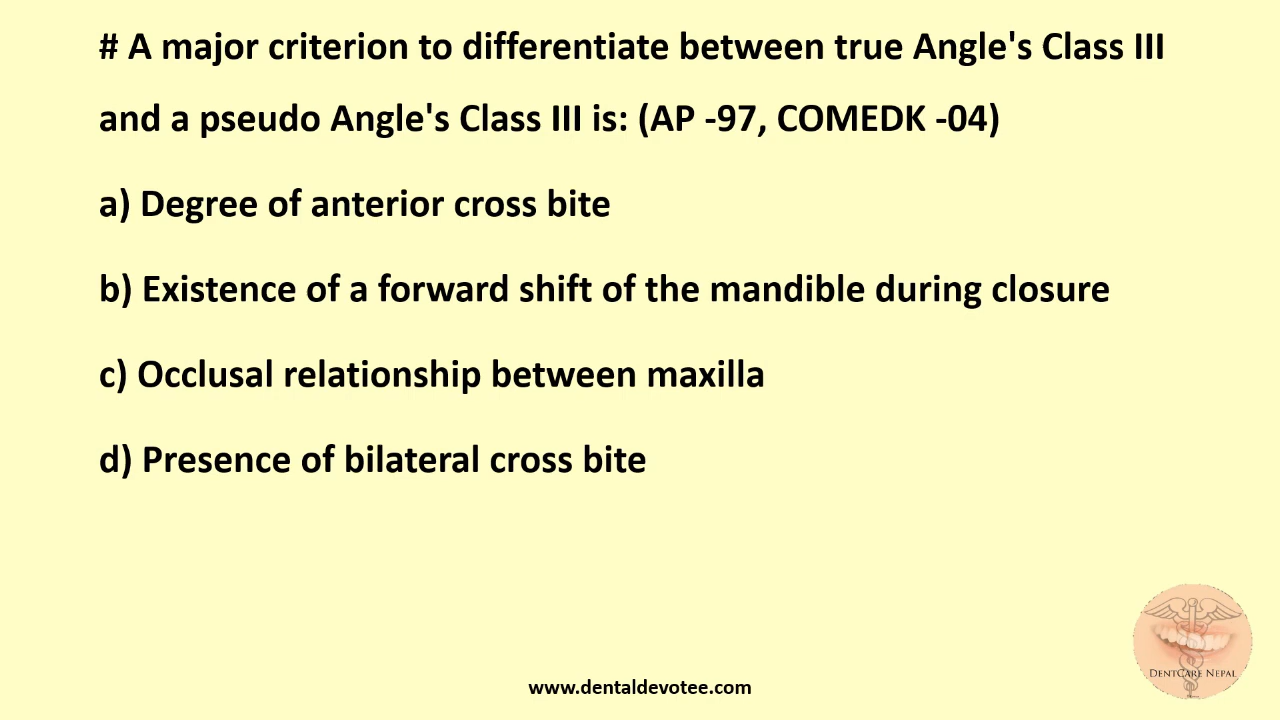 # A major criterion to differentiate between true Angle's Class III
and a pseudo Angle's Class III is: (AP -97, COMEDK -04)
a) Degree of anterior cross bite
b) Existence of a forward shift of the mandible during closure
c) Occlusal relationship between maxilla
d) Presence of bilateral cross bite
DENTCARE NEPAL
www.dentaldevotee.com